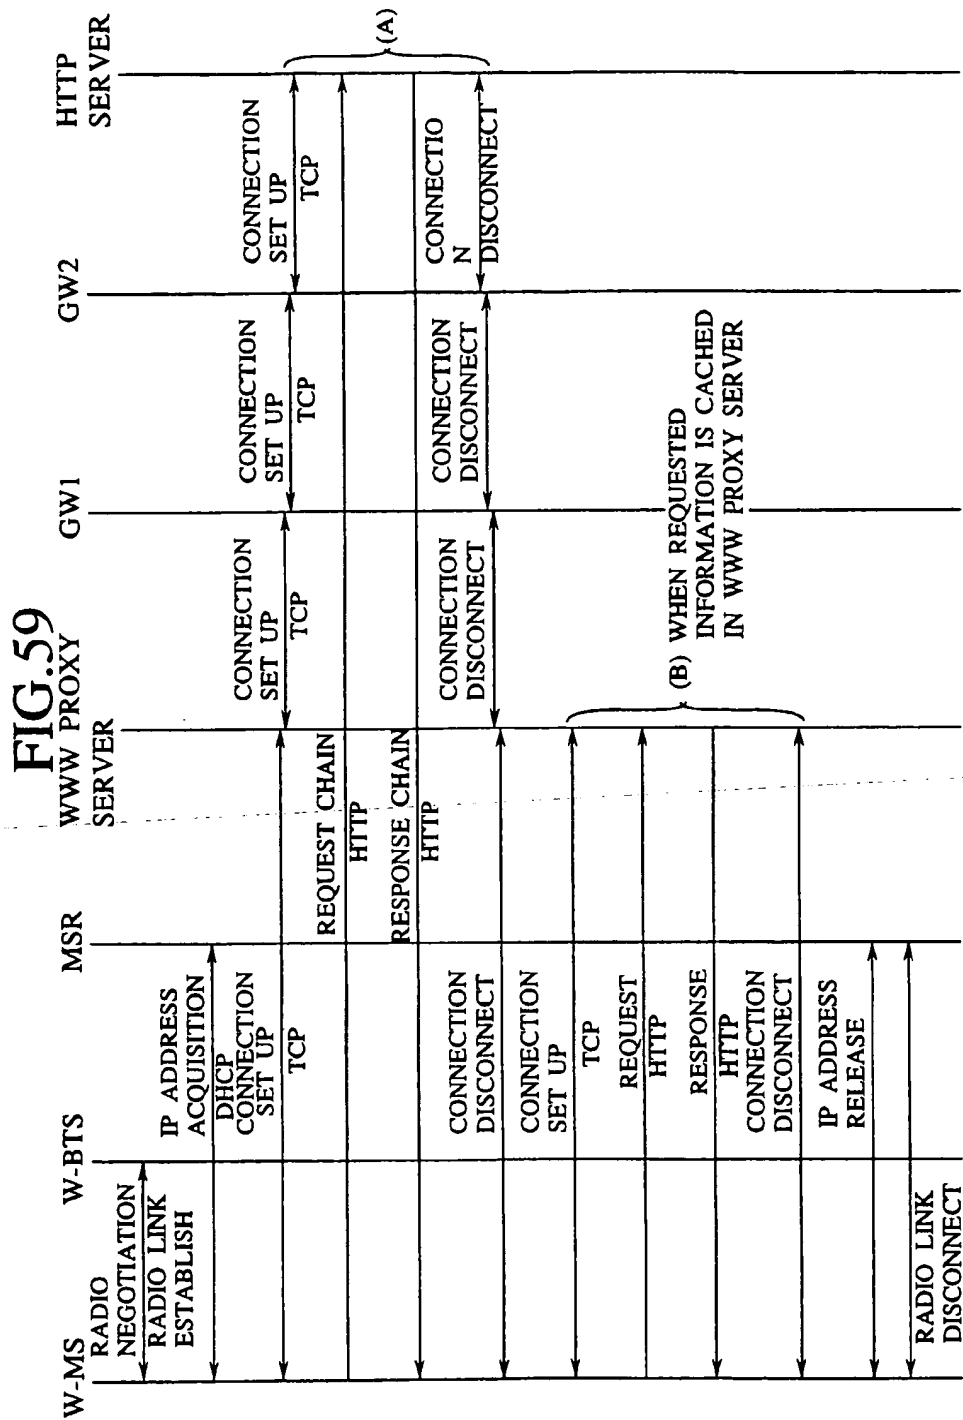 FIG.59
W-MS
W-BTS
MSR
WWW PROXY
SERVER
GW1
GW2
HTTP
SERVER
RADIO
NEGOTIATION
RADIO LINK
ESTABLISH
IP ADDRESS
ACQUISITION
DHCP
CONNECTION
SET UP
TCP
CONNECTION
SET UP
TCP
CONNECTION
SET UP
TCP
CONNECTION
SET UP
TCP
REQUEST CHAIN
HTTP
RESPONSE CHAIN
HTTP
(A)
CONNECTIO
N
DISCONNECT
CONNECTION
DISCONNECT
CONNECTION
DISCONNECT
CONNECTION
DISCONNECT
CONNECTION
SET UP
TCP
REQUEST
HTTP
RESPONSE
HTTP
CONNECTION
DISCONNECT
(B) WHEN REQUESTED
INFORMATION IS CACHED
IN WWW PROXY SERVER
IP ADDRESS
RELEASE
RADIO LINK
DISCONNECT